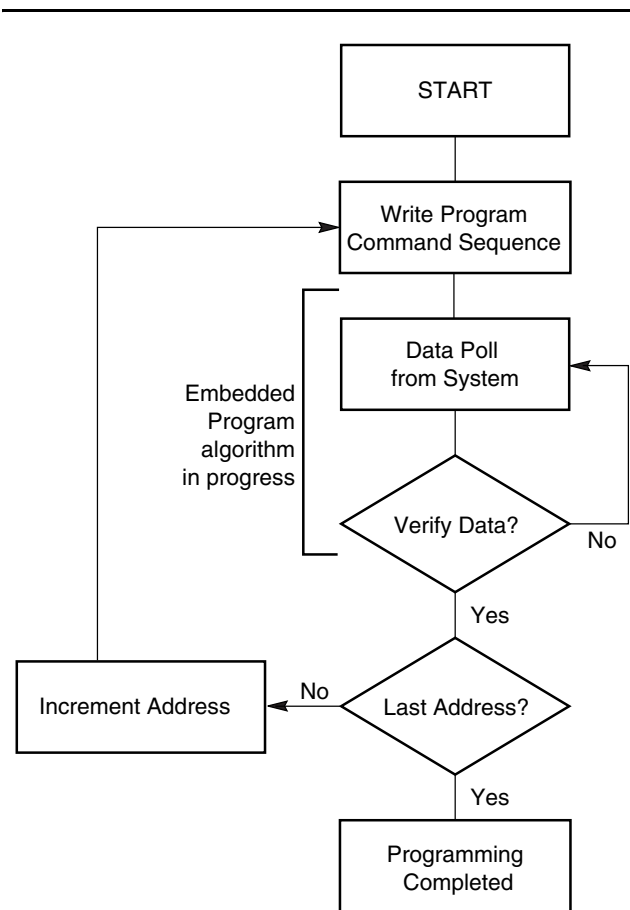 START
Write Program
Command Sequence
Data Poll
from System
Embedded
Program
algorithm
in progress
Verify Data?
No
Yes
No
Increment Address
Last Address?
Yes
Programming
Completed